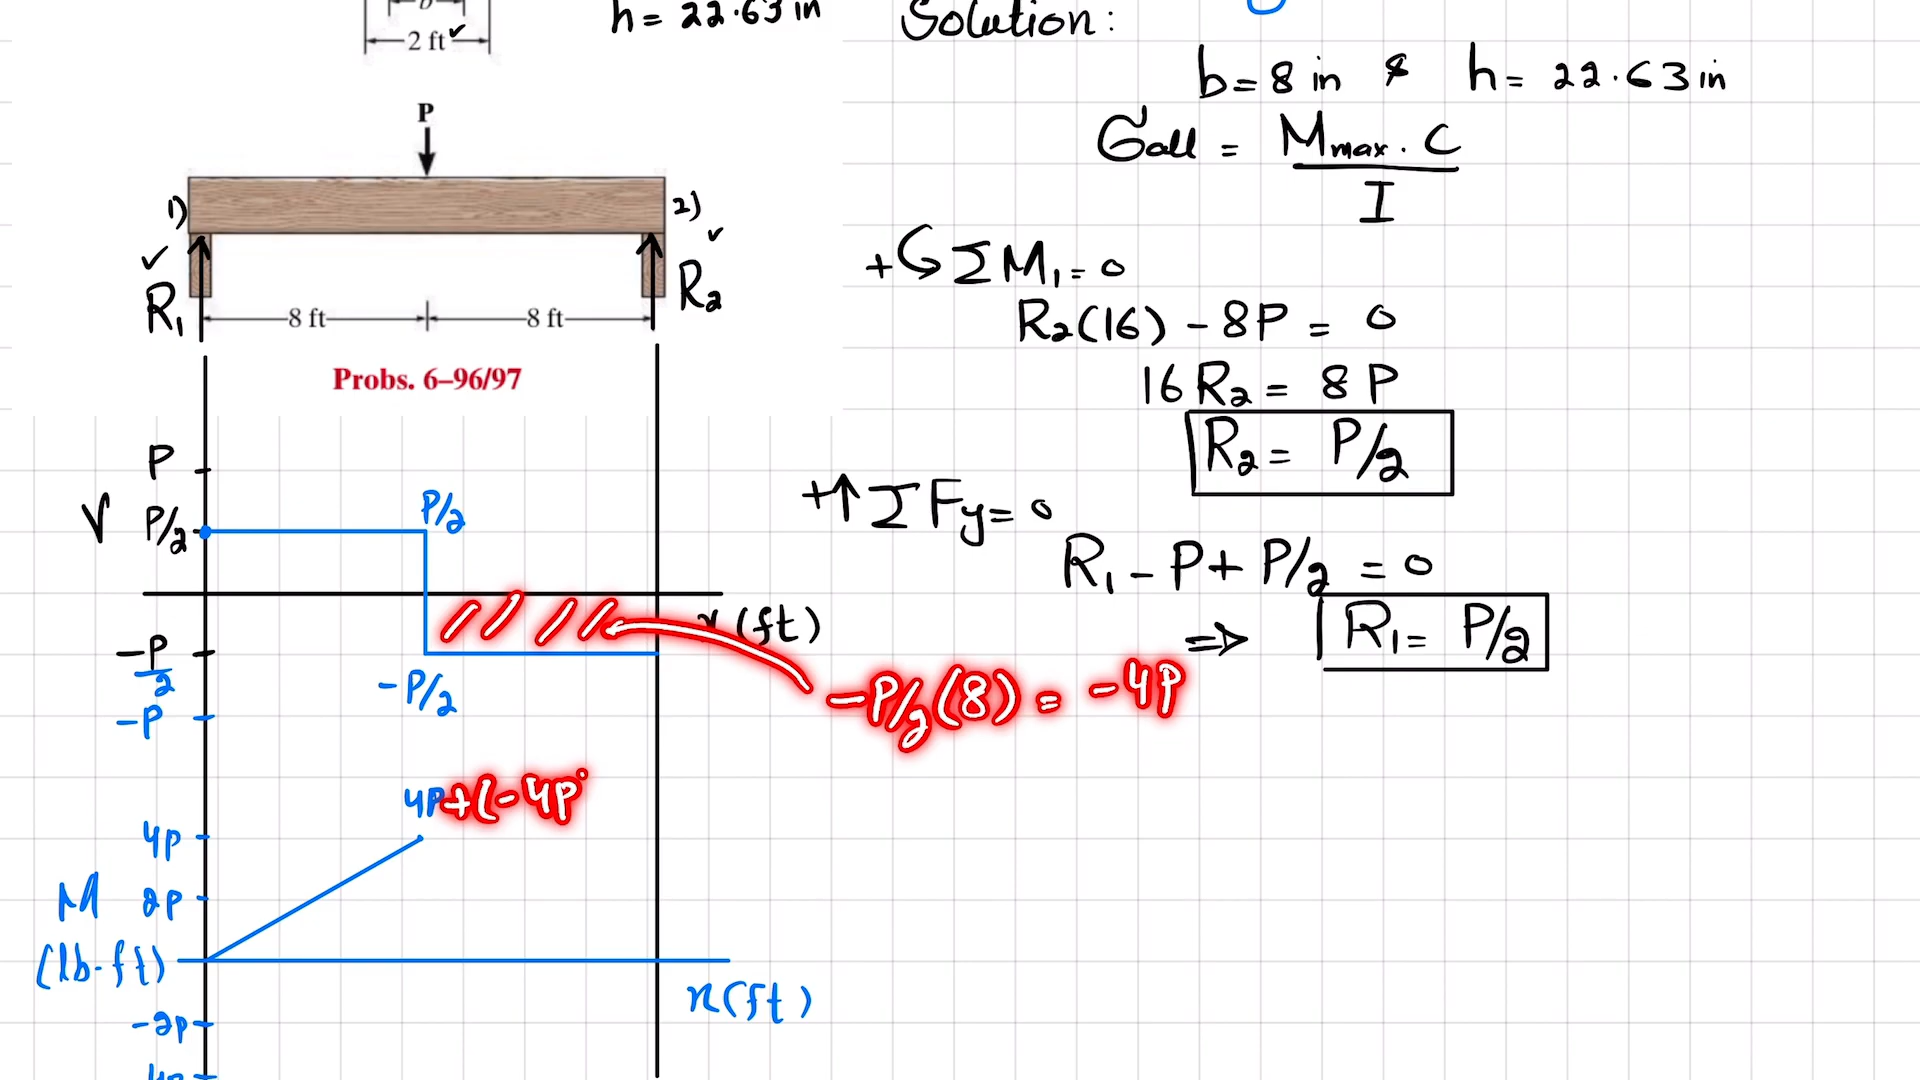 b
2 ft
h = 22.63 in
P
1)
2)
R₁
R₂
8 ft
8 ft
Probs. 6–96/97
Solution:
b = 8 in & h = 22.63 in
σall = Mmax · C
I
+ ΣM₁ = 0
R₂(16) - 8P = 0
16 R₂ = 8 P
R₂ = P/2
+↑ ΣFy = 0
R₁ - P + P/2 = 0
⇒ R₁ = P/2
P
V P/2
P/2
x (ft)
-P/2
-P/2
-P
-P/2 (8) = -4P
4P+(-4P
4P
M 2P
(lb-ft)
x(ft)
-2P